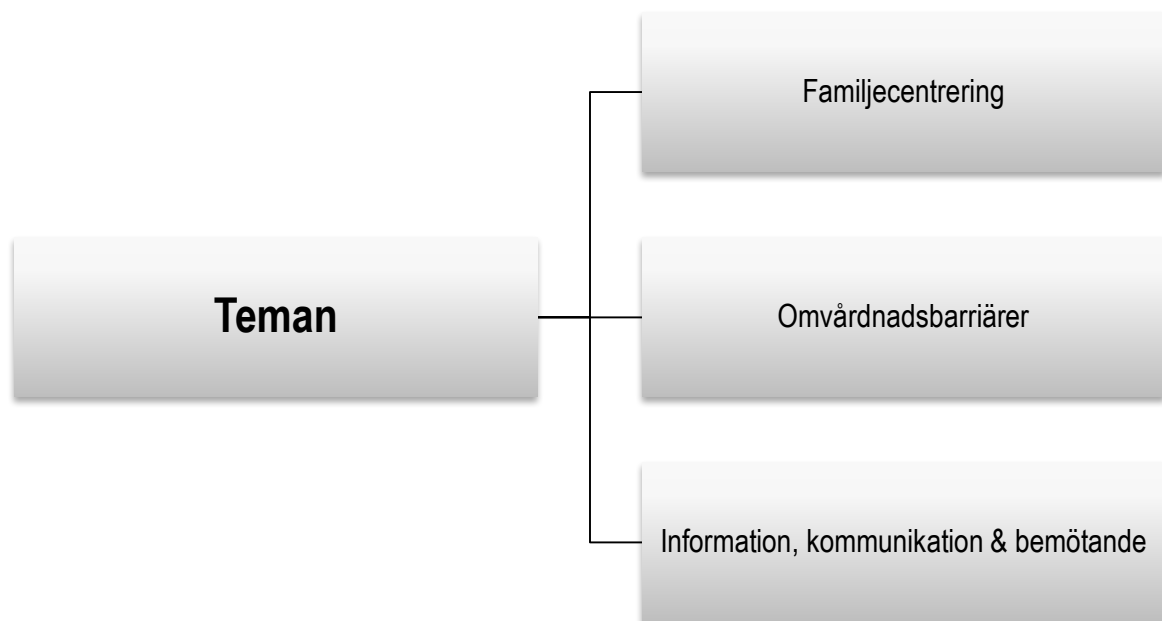 Teman
Familjecentrering
Omvårdnadsbarriärer
Information, kommunikation & bemötande